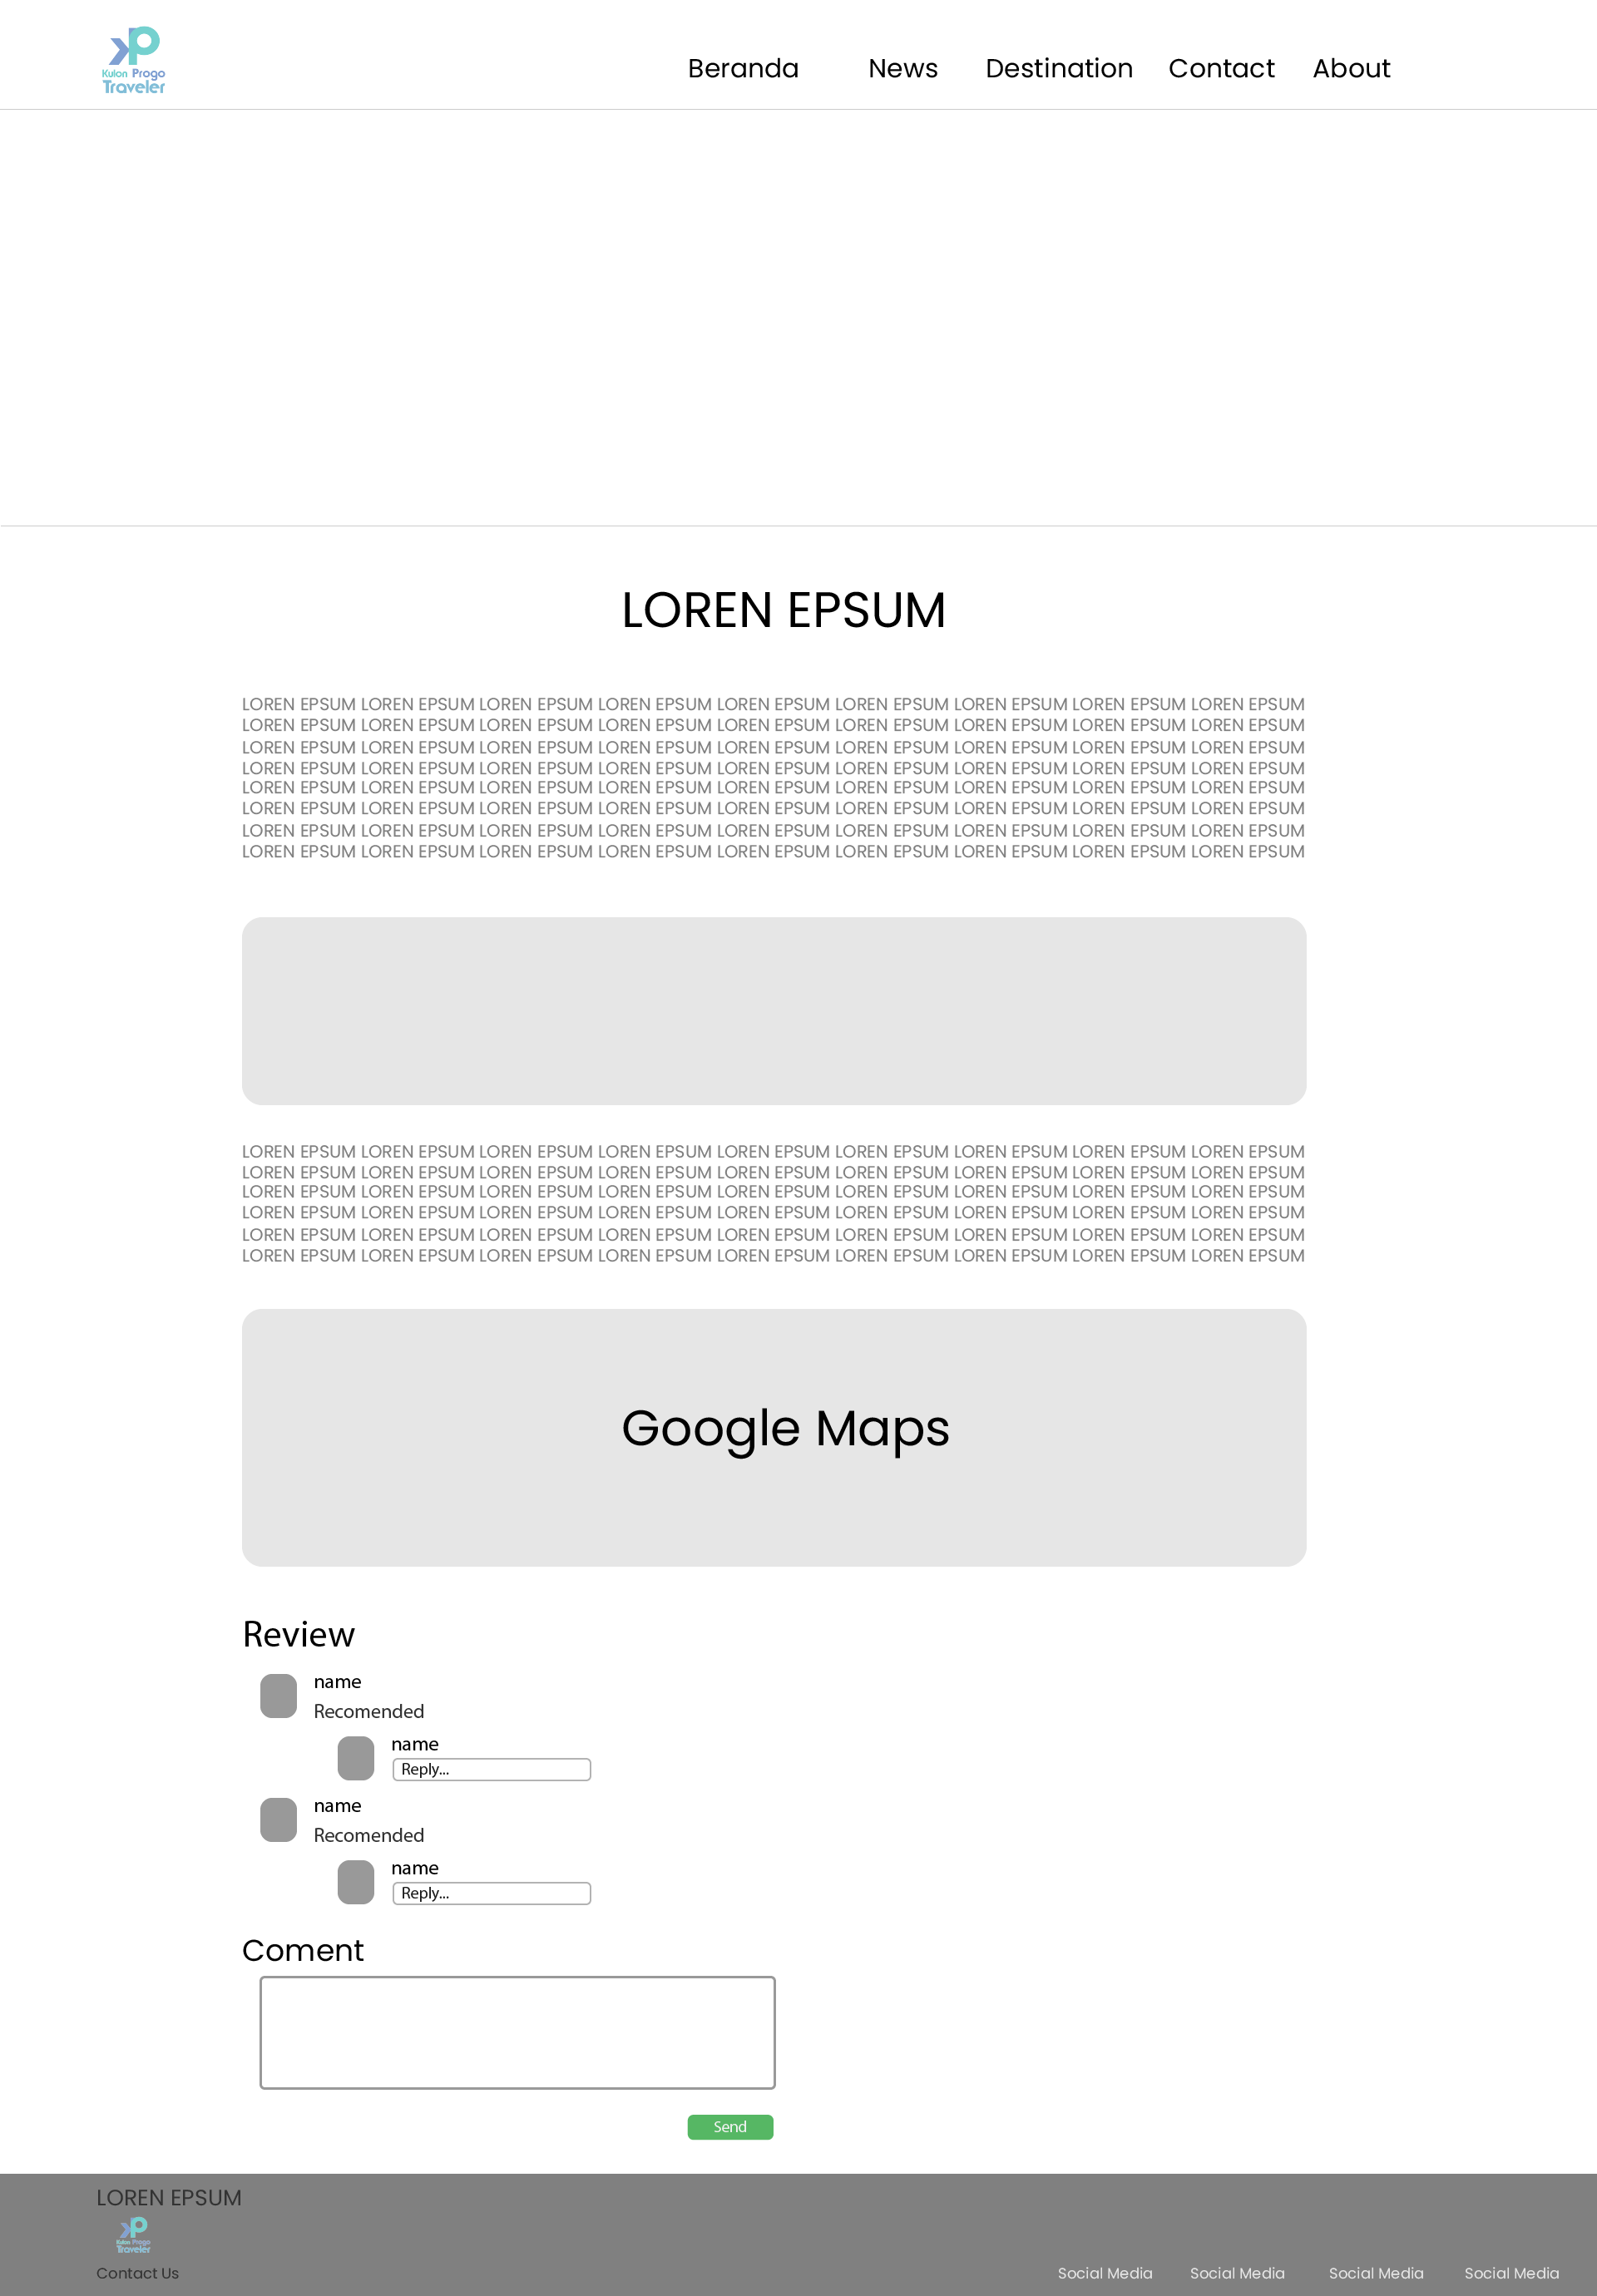 Kulon Progo
Traveler
Beranda News Destination Contact About
LOREN EPSUM
LOREN EPSUM LOREN EPSUM LOREN EPSUM LOREN EPSUM LOREN EPSUM LOREN EPSUM LOREN EPSUM LOREN EPSUM LOREN EPSUM
LOREN EPSUM LOREN EPSUM LOREN EPSUM LOREN EPSUM LOREN EPSUM LOREN EPSUM LOREN EPSUM LOREN EPSUM LOREN EPSUM
LOREN EPSUM LOREN EPSUM LOREN EPSUM LOREN EPSUM LOREN EPSUM LOREN EPSUM LOREN EPSUM LOREN EPSUM LOREN EPSUM
LOREN EPSUM LOREN EPSUM LOREN EPSUM LOREN EPSUM LOREN EPSUM LOREN EPSUM LOREN EPSUM LOREN EPSUM LOREN EPSUM
LOREN EPSUM LOREN EPSUM LOREN EPSUM LOREN EPSUM LOREN EPSUM LOREN EPSUM LOREN EPSUM LOREN EPSUM LOREN EPSUM
LOREN EPSUM LOREN EPSUM LOREN EPSUM LOREN EPSUM LOREN EPSUM LOREN EPSUM LOREN EPSUM LOREN EPSUM LOREN EPSUM
LOREN EPSUM LOREN EPSUM LOREN EPSUM LOREN EPSUM LOREN EPSUM LOREN EPSUM LOREN EPSUM LOREN EPSUM LOREN EPSUM
LOREN EPSUM LOREN EPSUM LOREN EPSUM LOREN EPSUM LOREN EPSUM LOREN EPSUM LOREN EPSUM LOREN EPSUM LOREN EPSUM
LOREN EPSUM LOREN EPSUM LOREN EPSUM LOREN EPSUM LOREN EPSUM LOREN EPSUM LOREN EPSUM LOREN EPSUM LOREN EPSUM
LOREN EPSUM LOREN EPSUM LOREN EPSUM LOREN EPSUM LOREN EPSUM LOREN EPSUM LOREN EPSUM LOREN EPSUM LOREN EPSUM
LOREN EPSUM LOREN EPSUM LOREN EPSUM LOREN EPSUM LOREN EPSUM LOREN EPSUM LOREN EPSUM LOREN EPSUM LOREN EPSUM
LOREN EPSUM LOREN EPSUM LOREN EPSUM LOREN EPSUM LOREN EPSUM LOREN EPSUM LOREN EPSUM LOREN EPSUM LOREN EPSUM
LOREN EPSUM LOREN EPSUM LOREN EPSUM LOREN EPSUM LOREN EPSUM LOREN EPSUM LOREN EPSUM LOREN EPSUM LOREN EPSUM
LOREN EPSUM LOREN EPSUM LOREN EPSUM LOREN EPSUM LOREN EPSUM LOREN EPSUM LOREN EPSUM LOREN EPSUM LOREN EPSUM
Google Maps
Review
name
Recomended
name
Reply...
name
Recomended
name
Reply...
Coment
Send
LOREN EPSUM
Kulon Progo
Traveler
Contact Us Social Media Social Media Social Media Social Media